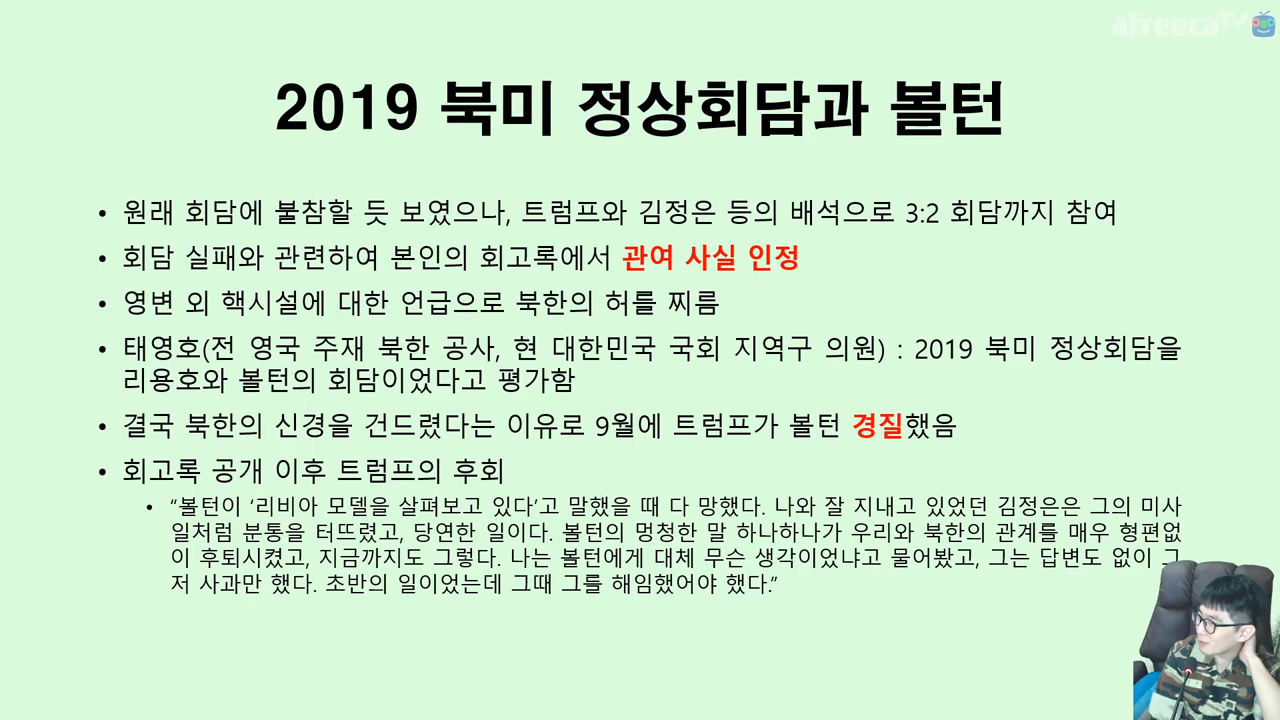 afreecaTV
2019 북미 정상회담과 볼턴
• 원래 회담에 불참할 듯 보였으나, 트럼프와 김정은 등의 배석으로 3:2 회담까지 참여
• 회담 실패와 관련하여 본인의 회고록에서 관여 사실 인정
• 영변 외 핵시설에 대한 언급으로 북한의 허를 찌름
• 태영호(전 영국 주재 북한 공사, 현 대한민국 국회 지역구 의원) : 2019 북미 정상회담을
리용호와 볼턴의 회담이었다고 평가함
• 결국 북한의 신경을 건드렸다는 이유로 9월에 트럼프가 볼턴 경질했음
• 회고록 공개 이후 트럼프의 후회
• “볼턴이 ‘리비아 모델을 살펴보고 있다’고 말했을 때 다 망했다. 나와 잘 지내고 있었던 김정은은 그의 미사
일처럼 분통을 터뜨렸고, 당연한 일이다. 볼턴의 멍청한 말 하나하나가 우리와 북한의 관계를 매우 형편없
이 후퇴시켰고, 지금까지도 그렇다. 나는 볼턴에게 대체 무슨 생각이었냐고 물어봤고, 그는 답변도 없이 그
저 사과만 했다. 초반의 일이었는데 그때 그를 해임했어야 했다.”